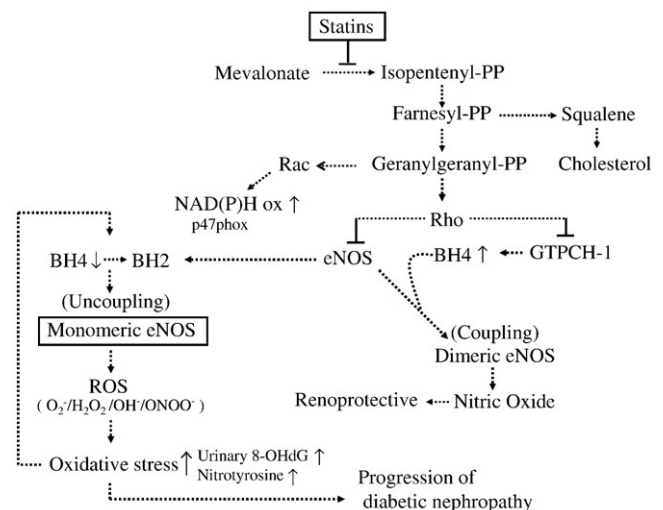 Statins
Mevalonate Isopentenyl-PP
Farnesyl-PP Squalene
Rac Geranylgeranyl-PP Cholesterol
NAD(P)H ox ↑
p47phox
Rho
BH4 ↓ BH2 eNOS BH4 ↑ GTPCH-1
(Uncoupling)
Monomeric eNOS
(Coupling)
Dimeric eNOS
ROS
( O₂⁻/H₂O₂/OH⁻/ONOO⁻)
Renoprotective Nitric Oxide
Oxidative stress ↑ Urinary 8-OHdG ↑
Nitrotyrosine ↑
Progression of
diabetic nephropathy